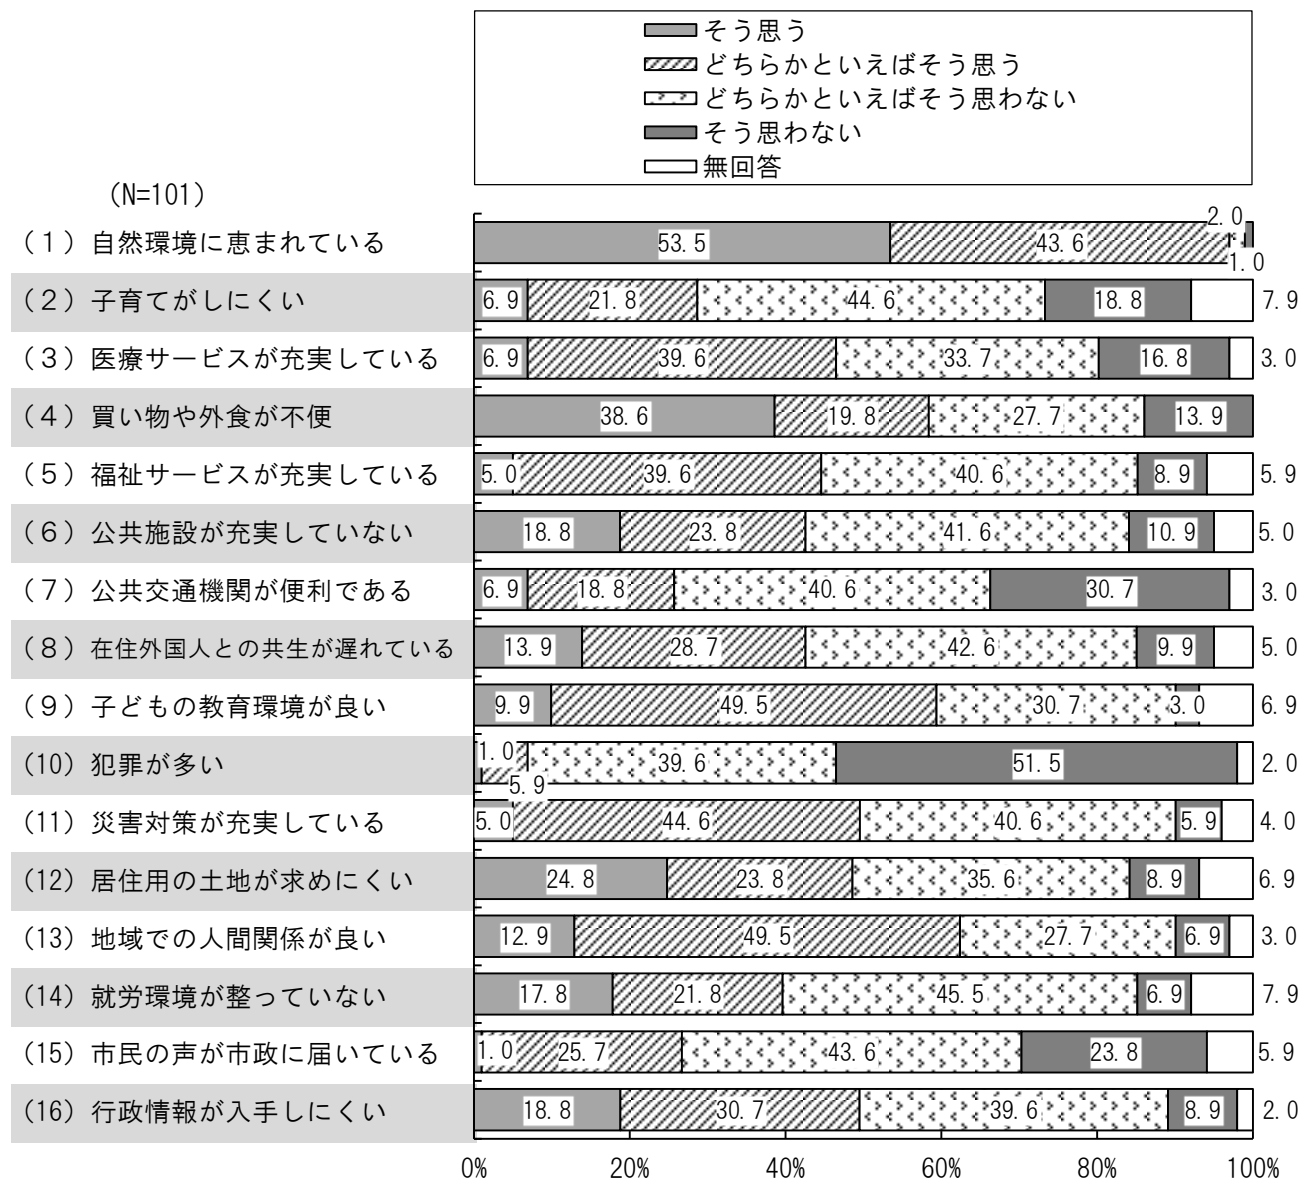 そう思う
どちらかといえばそう思う
どちらかといえばそう思わない
そう思わない
無回答
（N=101）
（１）自然環境に恵まれている 53.5 43.6 2.0 1.0
（２）子育てがしにくい 6.9 21.8 44.6 18.8 7.9
（３）医療サービスが充実している 6.9 39.6 33.7 16.8 3.0
（４）買い物や外食が不便 38.6 19.8 27.7 13.9
（５）福祉サービスが充実している 5.0 39.6 40.6 8.9 5.9
（６）公共施設が充実していない 18.8 23.8 41.6 10.9 5.0
（７）公共交通機関が便利である 6.9 18.8 40.6 30.7 3.0
（８）在住外国人との共生が遅れている 13.9 28.7 42.6 9.9 5.0
（９）子どもの教育環境が良い 9.9 49.5 30.7 3.0 6.9
（10）犯罪が多い 1.0 5.9 39.6 51.5 2.0
（11）災害対策が充実している 5.0 44.6 40.6 5.9 4.0
（12）居住用の土地が求めにくい 24.8 23.8 35.6 8.9 6.9
（13）地域での人間関係が良い 12.9 49.5 27.7 6.9 3.0
（14）就労環境が整っていない 17.8 21.8 45.5 6.9 7.9
（15）市民の声が市政に届いている 1.0 25.7 43.6 23.8 5.9
（16）行政情報が入手しにくい 18.8 30.7 39.6 8.9 2.0
0% 20% 40% 60% 80% 100%